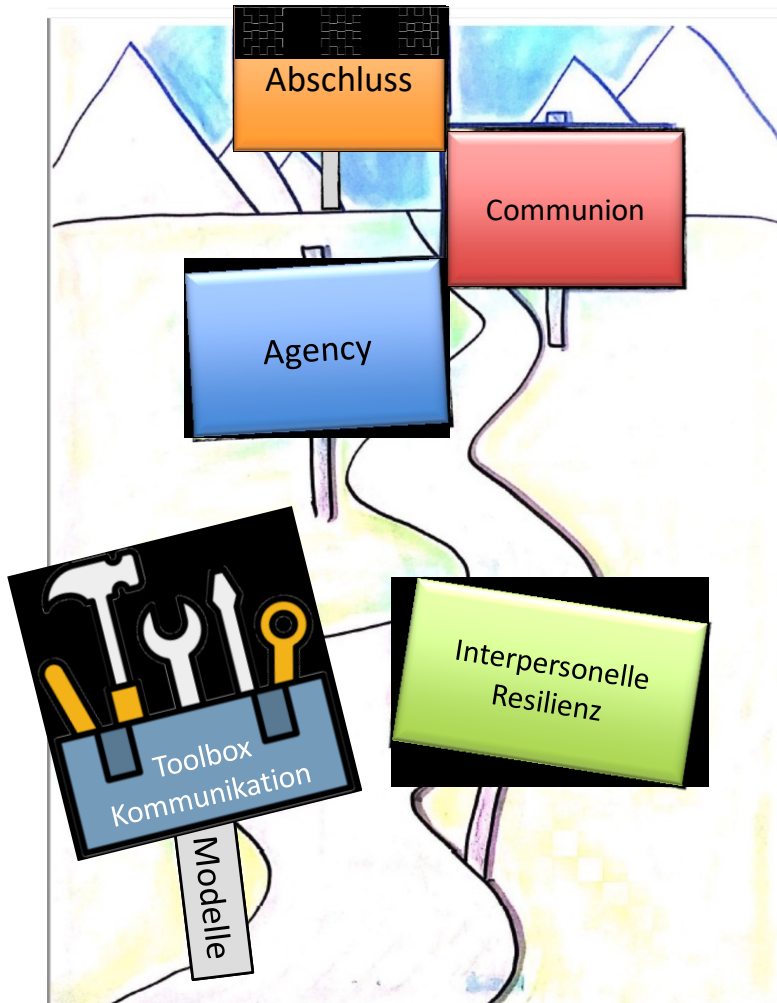 Abschluss
Communion
Agency
Interpersonelle
Resilienz
Toolbox
Kommunikation
Modelle